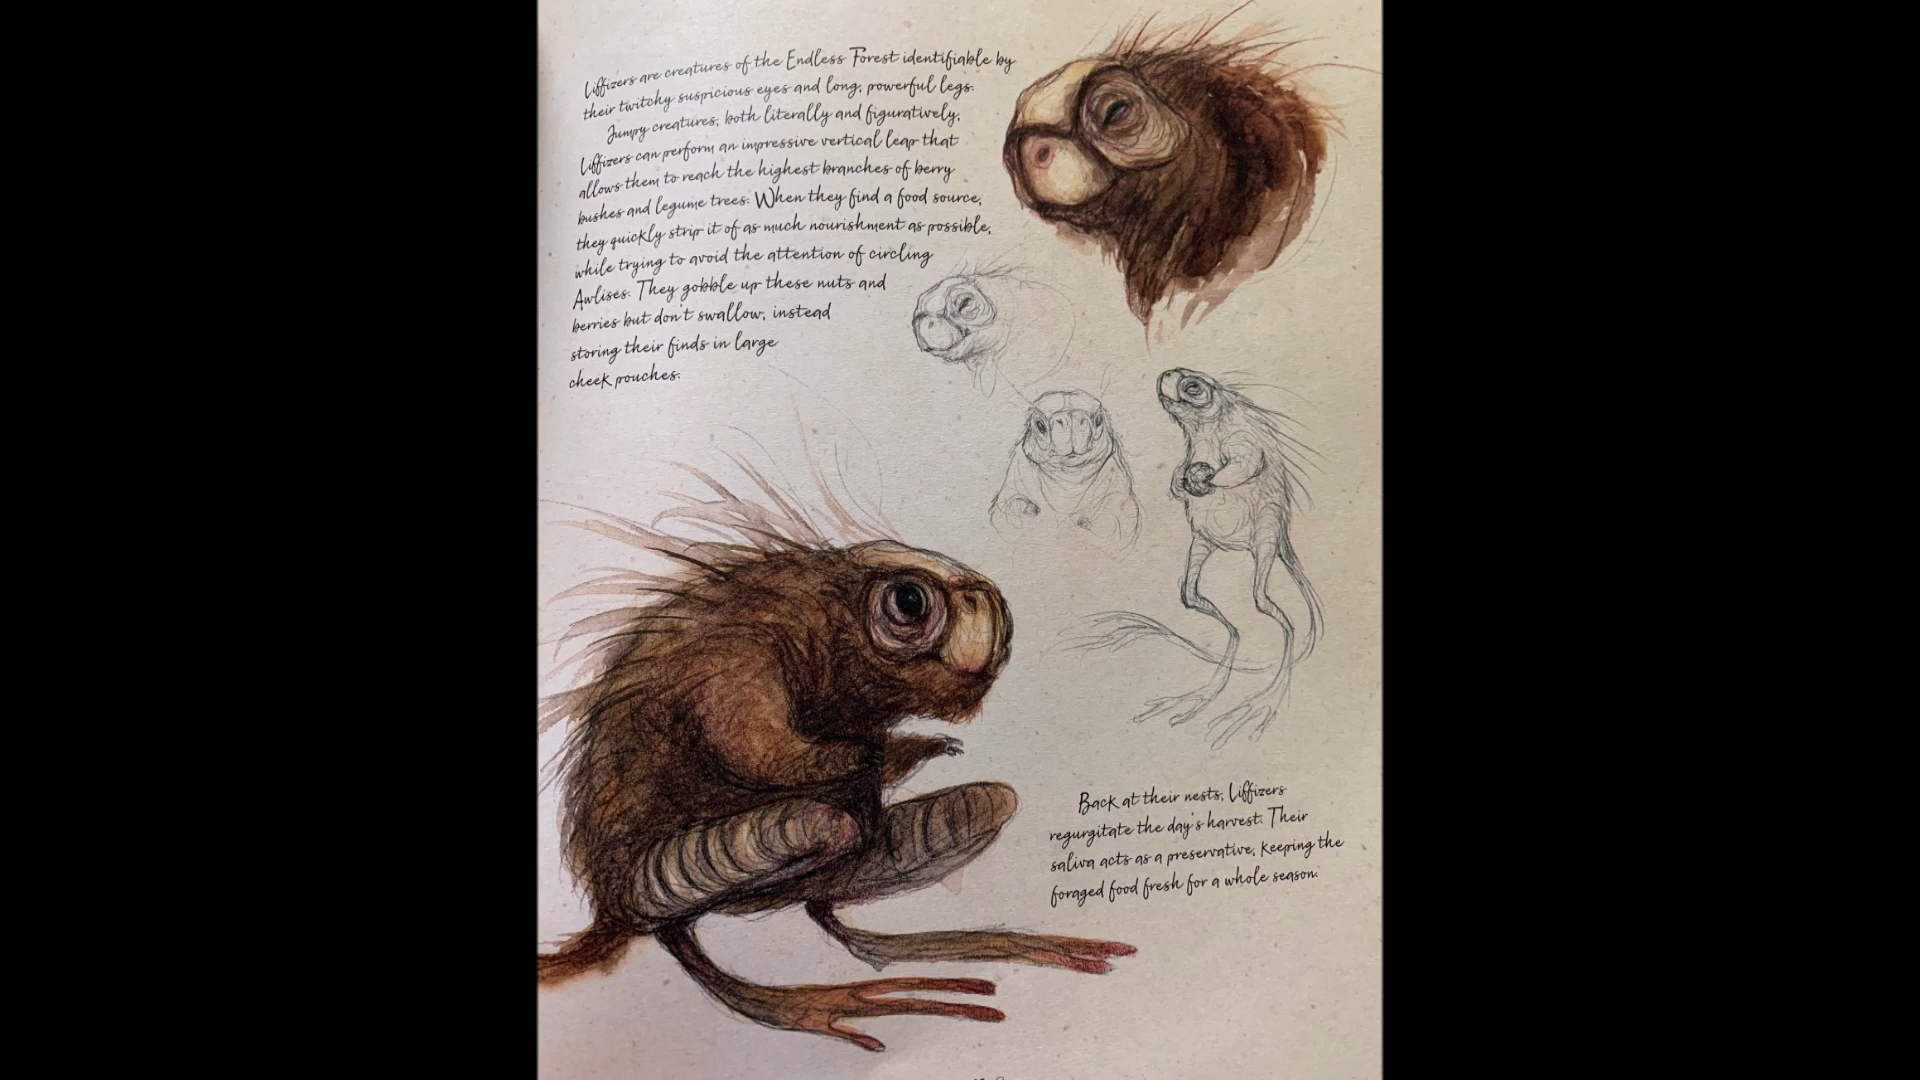 Liffizers are creatures of the Endless Forest identifiable by
their twitchy suspicious eyes and long, powerful legs.
Jumpy creatures, both literally and figuratively,
Liffizers can perform an impressive vertical leap that
allows them to reach the highest branches of berry
bushes and legume trees. When they find a food source,
they quickly strip it of as much nourishment as possible,
while trying to avoid the attention of circling
Awlises. They gobble up these nuts and
berries but don't swallow, instead
storing their finds in large
cheek pouches.
Back at their nests, Liffizers
regurgitate the day's harvest. Their
saliva acts as a preservative, keeping the
foraged food fresh for a whole season.